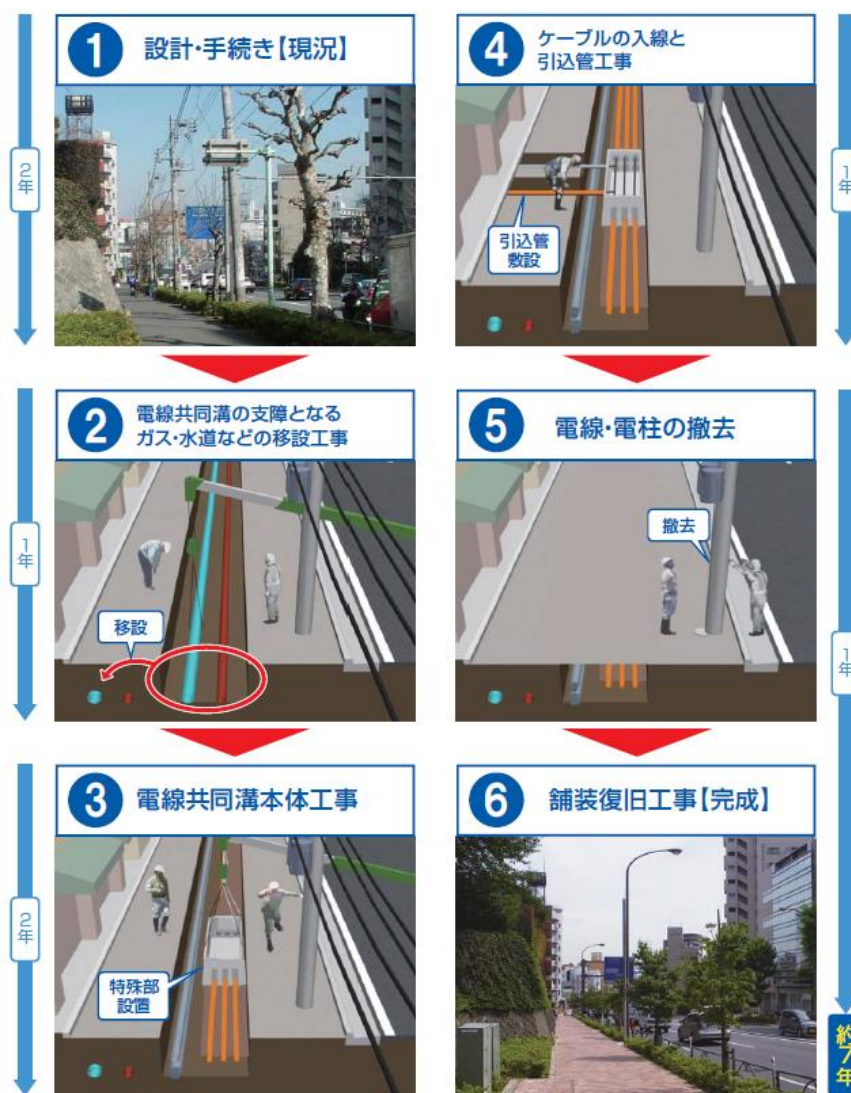 1
設計・手続き【現況】
2年
2
電線共同溝の支障となる
ガス・水道などの移設工事
移設
1年
3
電線共同溝本体工事
特殊部
設置
2年
4
ケーブルの入線と
引込管工事
引込管
敷設
1年
5
電線・電柱の撤去
撤去
1年
6
舗装復旧工事【完成】
約7年